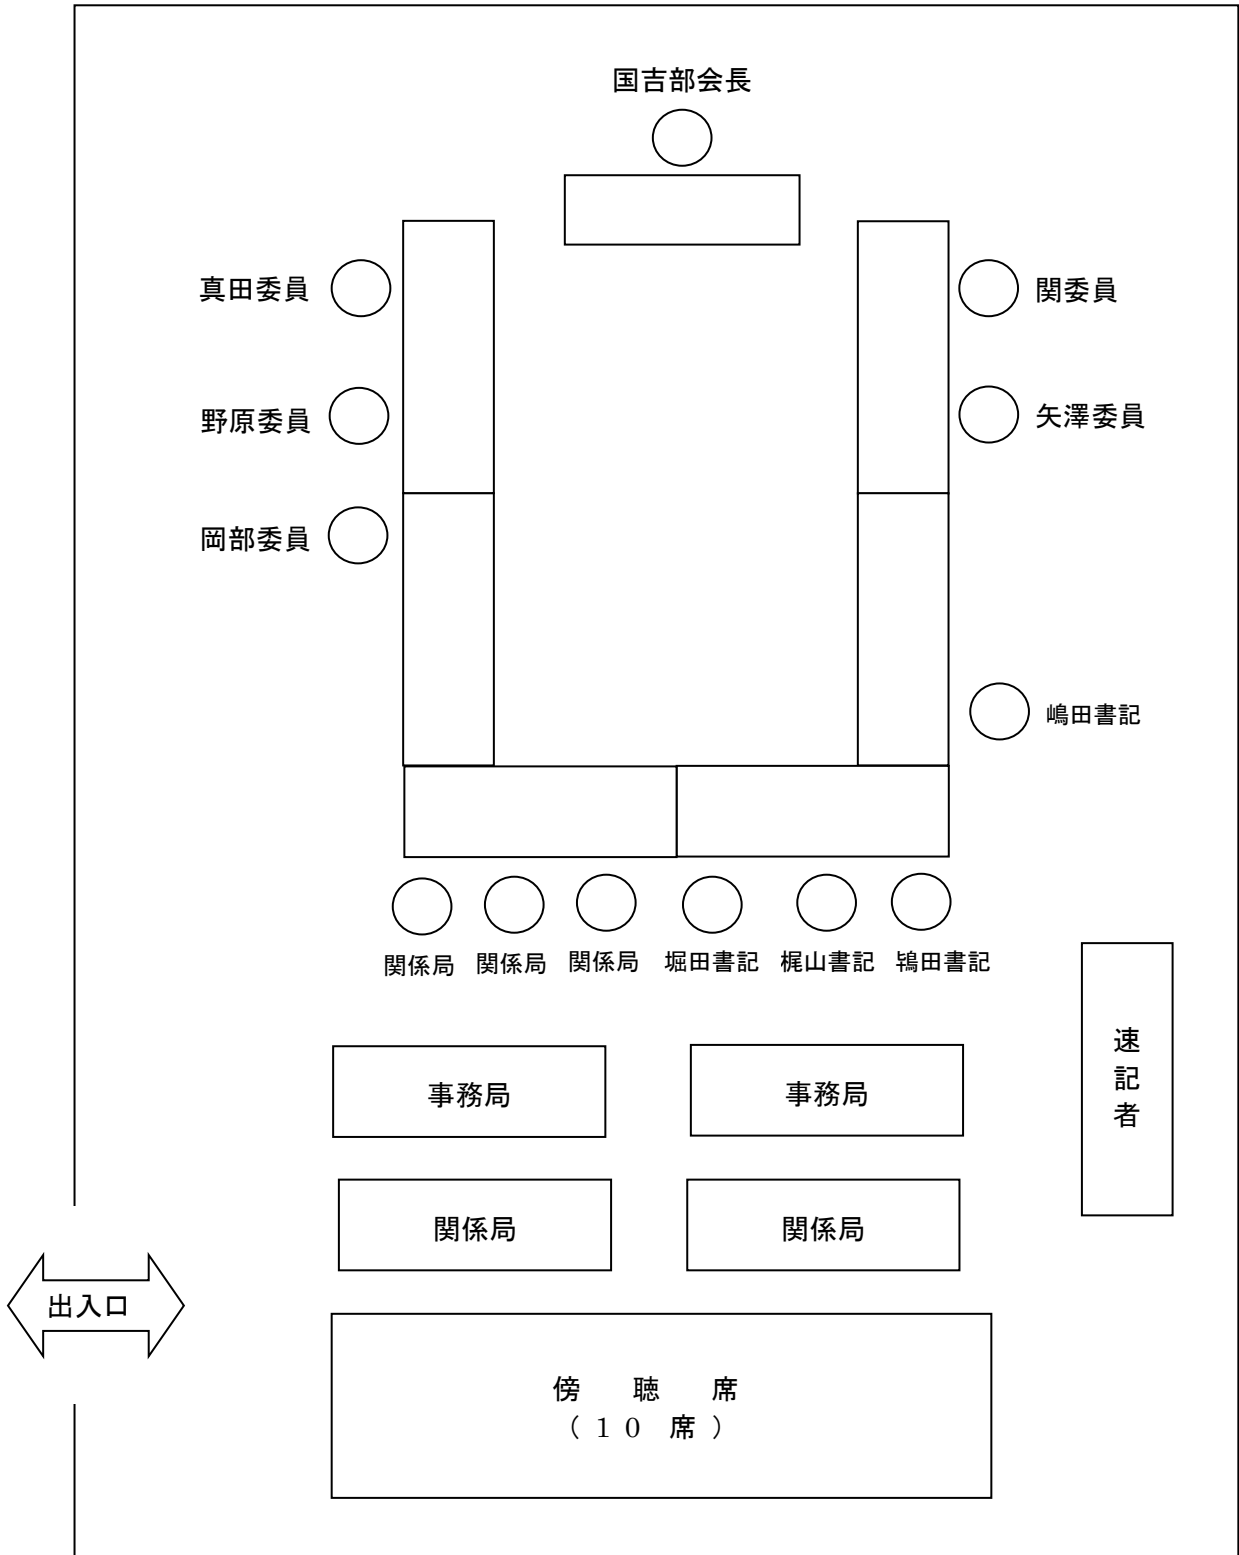 国吉部会長
真田委員
関委員
野原委員
矢澤委員
岡部委員
嶋田書記
関係局
関係局
関係局
堀田書記
梶山書記
鴇田書記
速記者
事務局
事務局
関係局
関係局
出入口
傍　聴　席
（１０　席）